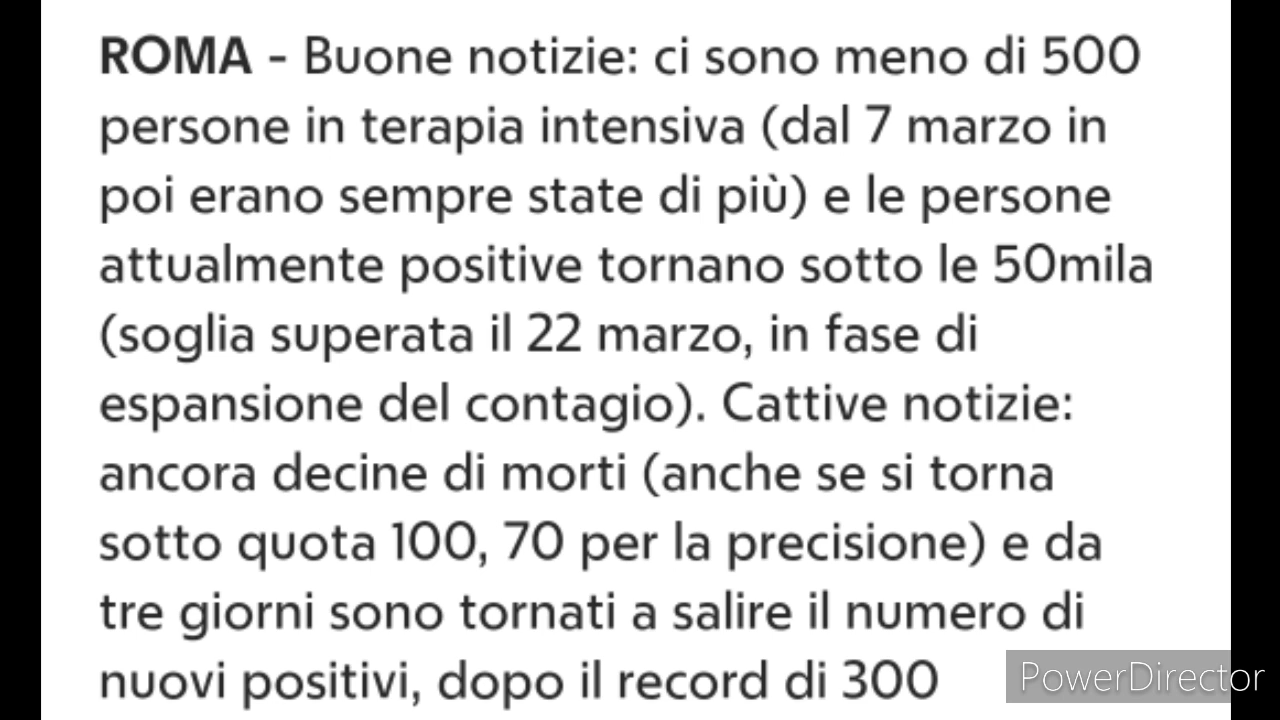 ROMA - Buone notizie: ci sono meno di 500
persone in terapia intensiva (dal 7 marzo in
poi erano sempre state di più) e le persone
attualmente positive tornano sotto le 50mila
(soglia superata il 22 marzo, in fase di
espansione del contagio). Cattive notizie:
ancora decine di morti (anche se si torna
sotto quota 100, 70 per la precisione) e da
tre giorni sono tornati a salire il numero di
nuovi positivi, dopo il record di 300
PowerDirector